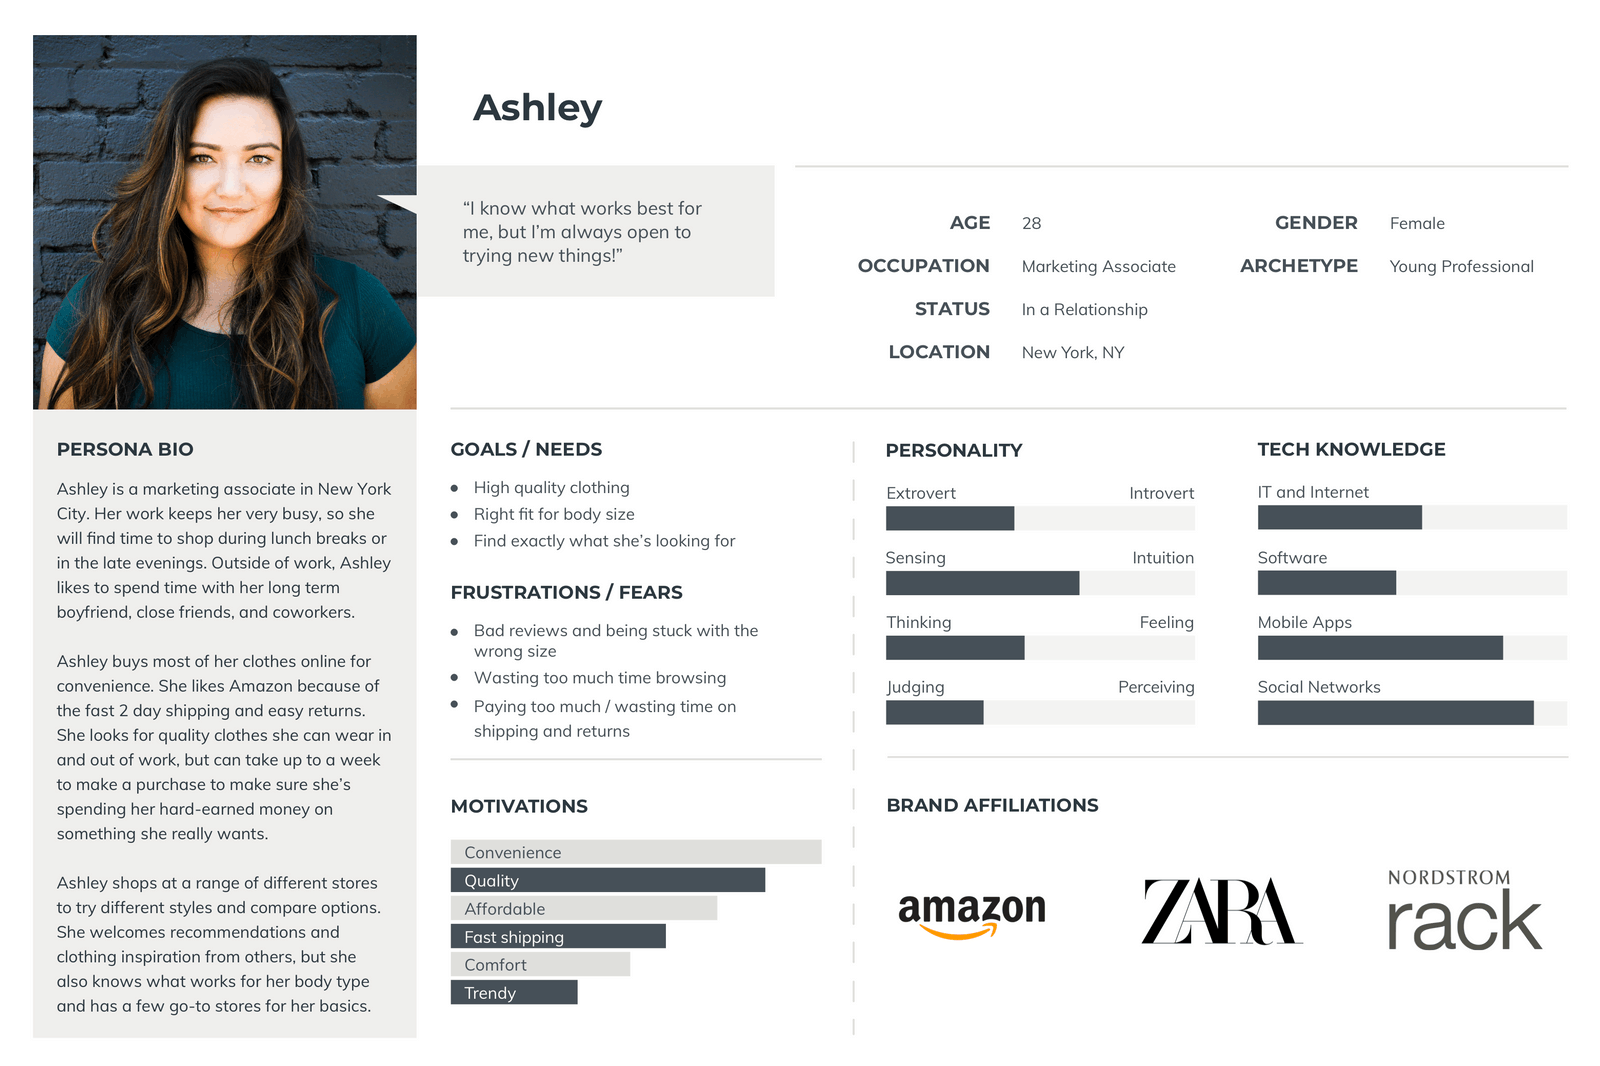 Ashley
“I know what works best for
me, but I’m always open to
trying new things!”
AGE 28
GENDER Female
OCCUPATION Marketing Associate
ARCHETYPE Young Professional
STATUS In a Relationship
LOCATION New York, NY
PERSONA BIO
Ashley is a marketing associate in New York
City. Her work keeps her very busy, so she
will find time to shop during lunch breaks or
in the late evenings. Outside of work, Ashley
likes to spend time with her long term
boyfriend, close friends, and coworkers.
Ashley buys most of her clothes online for
convenience. She likes Amazon because of
the fast 2 day shipping and easy returns.
She looks for quality clothes she can wear in
and out of work, but can take up to a week
to make a purchase to make sure she’s
spending her hard-earned money on
something she really wants.
Ashley shops at a range of different stores
to try different styles and compare options.
She welcomes recommendations and
clothing inspiration from others, but she
also knows what works for her body type
and has a few go-to stores for her basics.
GOALS / NEEDS
High quality clothing
Right fit for body size
Find exactly what she’s looking for
FRUSTRATIONS / FEARS
Bad reviews and being stuck with the
wrong size
Wasting too much time browsing
Paying too much / wasting time on
shipping and returns
MOTIVATIONS
Convenience
Quality
Affordable
Fast shipping
Comfort
Trendy
PERSONALITY
Extrovert Introvert
Sensing Intuition
Thinking Feeling
Judging Perceiving
TECH KNOWLEDGE
IT and Internet
Software
Mobile Apps
Social Networks
BRAND AFFILIATIONS
amazon
ZARA
NORDSTROM
rack